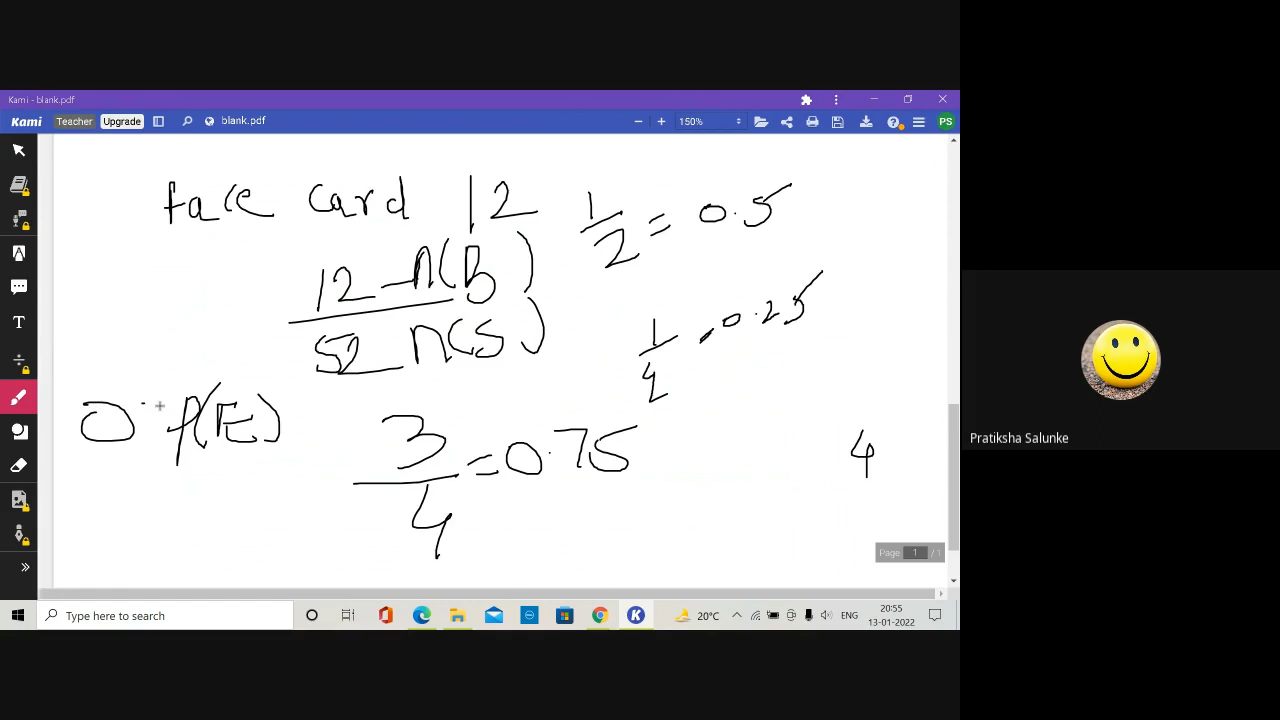 Kami - blank.pdf
Kami Teacher Upgrade blank.pdf 150% PS
face card 12 1/2 = 0.5
12 n(B)
52 n(S)
1/4 0.25
0 P(E) 3/4 = 0.75
4
Page 1 / 1
Type here to search
20°C ENG 20:55 13-01-2022
Pratiksha Salunke